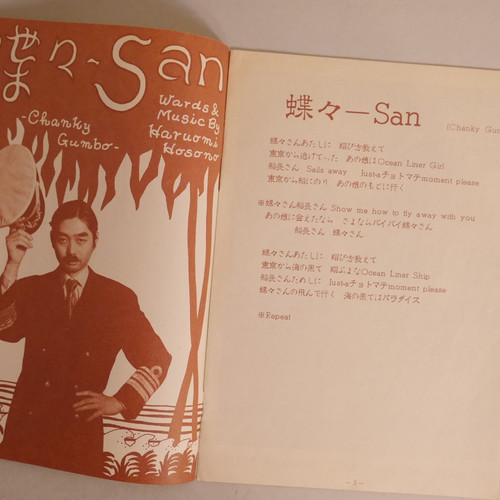 蝶々〜San
-Chanky
Gumbo-
Words &
Music By
Haruomi
Hosono
蝶々ーSan
(Chanky Gum
蝶々さんあたしに 翔び方教えて
東京から逃げてった あの娘はOcean Liner Girl
船長さん Sails away Just-aチョトマテmoment please
東京から船にのり あの娘のもとに行く
※蝶々さん船長さん Show me how to fly away with you
あの娘に会えたなら さよならバイバイ蝶々さん
船長さん 蝶々さん
蝶々さんあたしに 翔び方教えて
東京から海の果て 翔ぶよなOcean Liner Ship
船長さんためしに Just-aチョトマテmoment please
蝶々さんの飛んで行く 海の果てはパラダイス
※Repeat
-3-